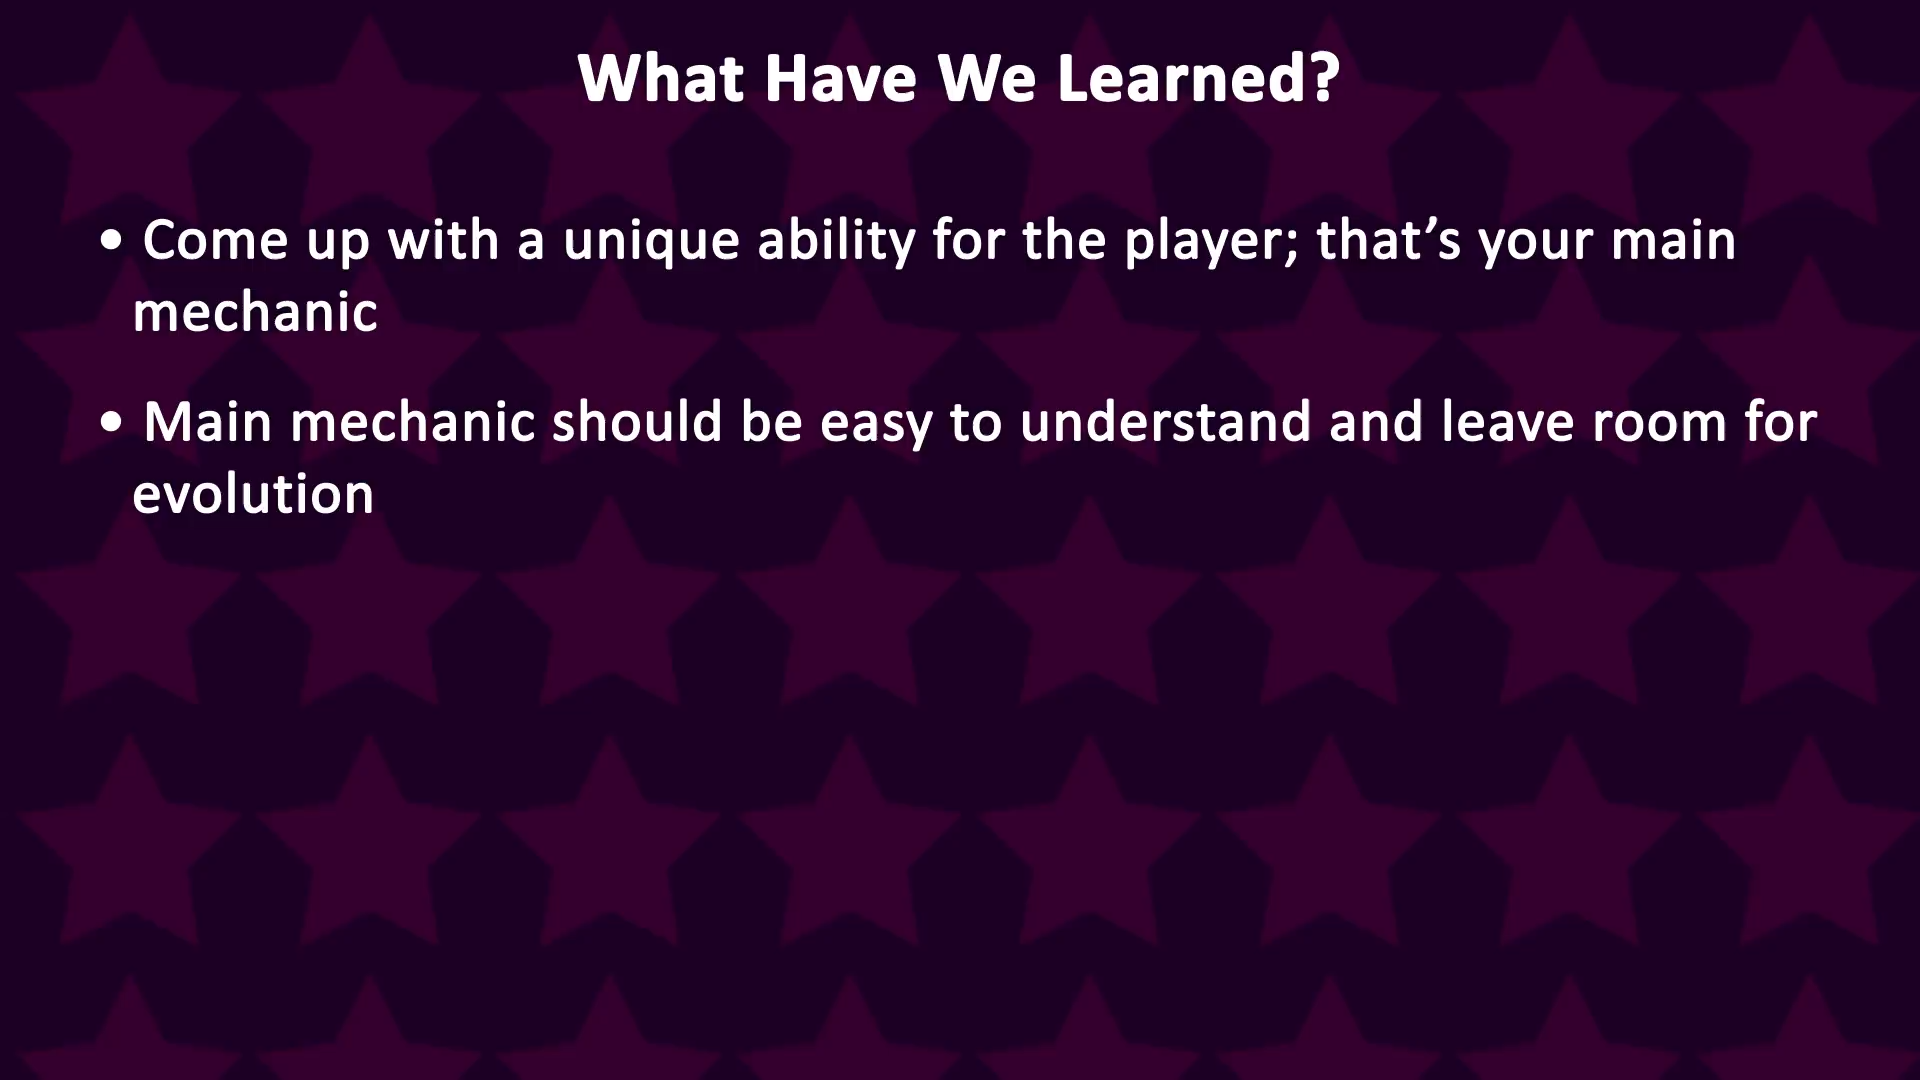 What Have We Learned?
• Come up with a unique ability for the player; that’s your main
mechanic
• Main mechanic should be easy to understand and leave room for
evolution